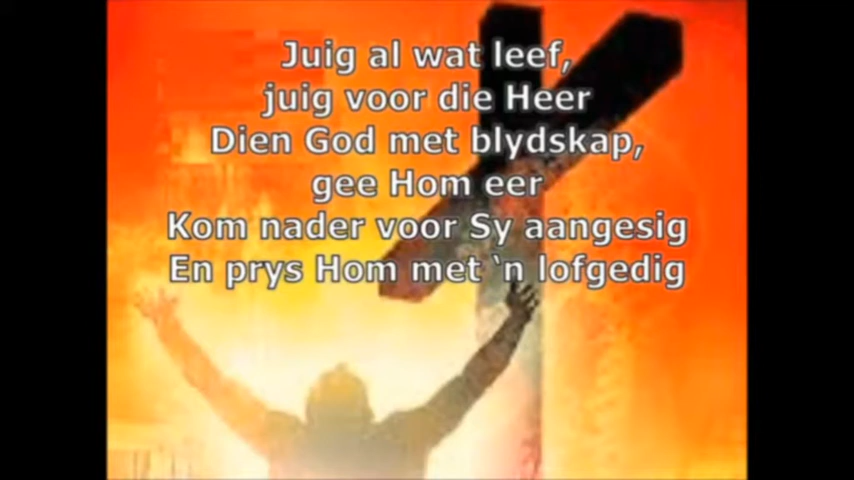 Juig al wat leef,
juig voor die Heer
Dien God met blydskap,
gee Hom eer
Kom nader voor Sy aangesig
En prys Hom met ‘n lofgedig